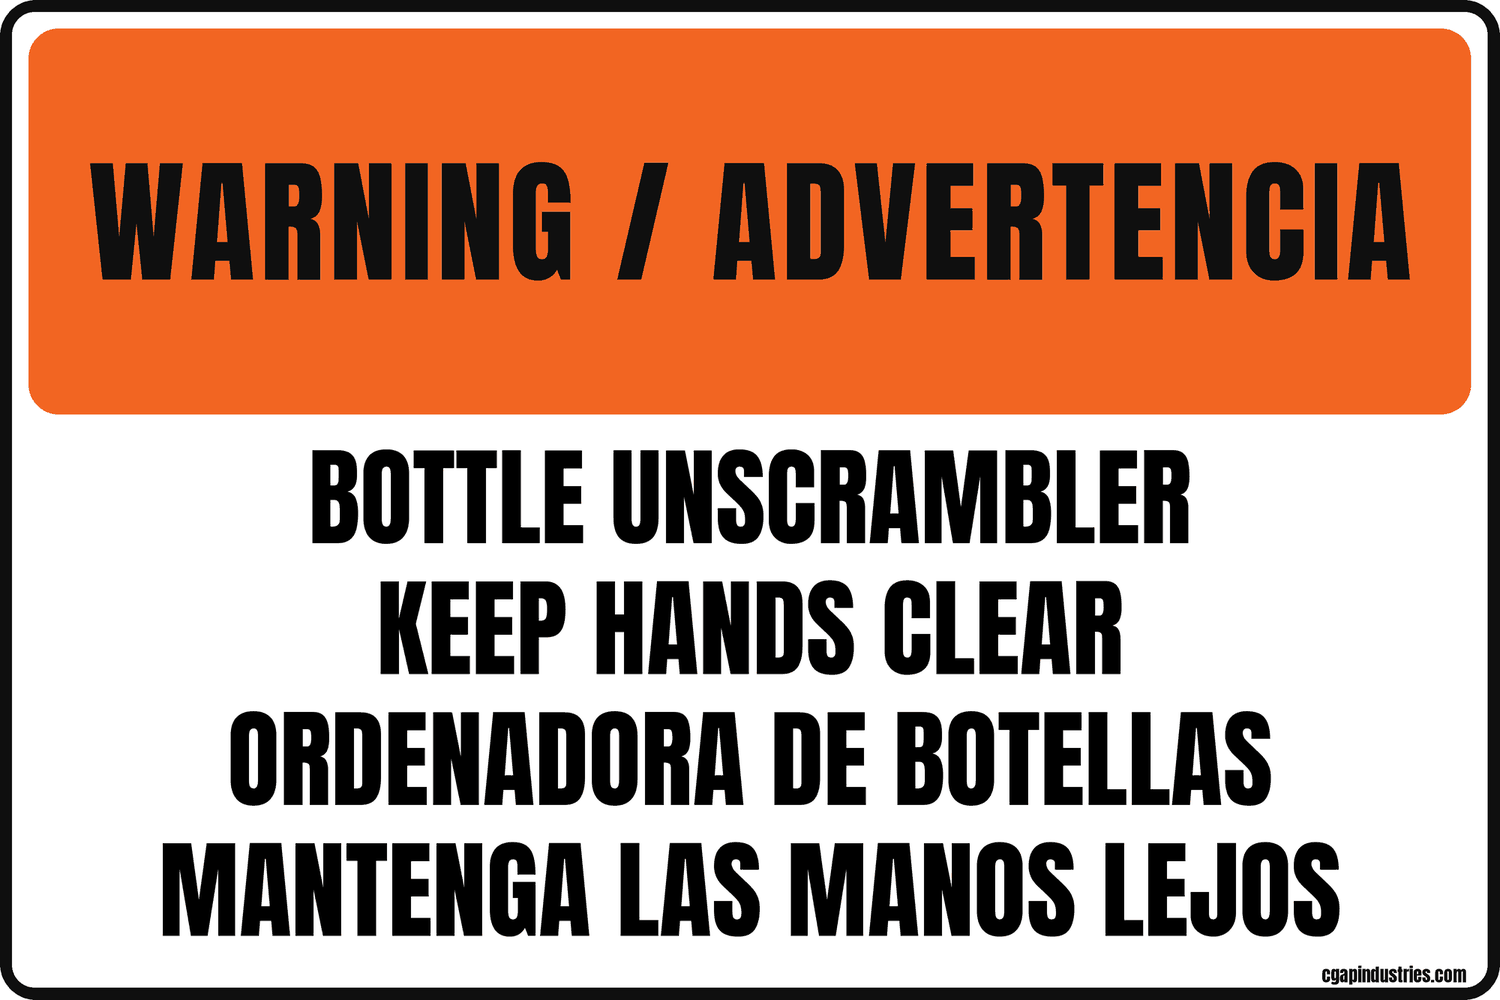 WARNING / ADVERTENCIA
BOTTLE UNSCRAMBLER
KEEP HANDS CLEAR
ORDENADORA DE BOTELLAS
MANTENGA LAS MANOS LEJOS
cgapindustries.com